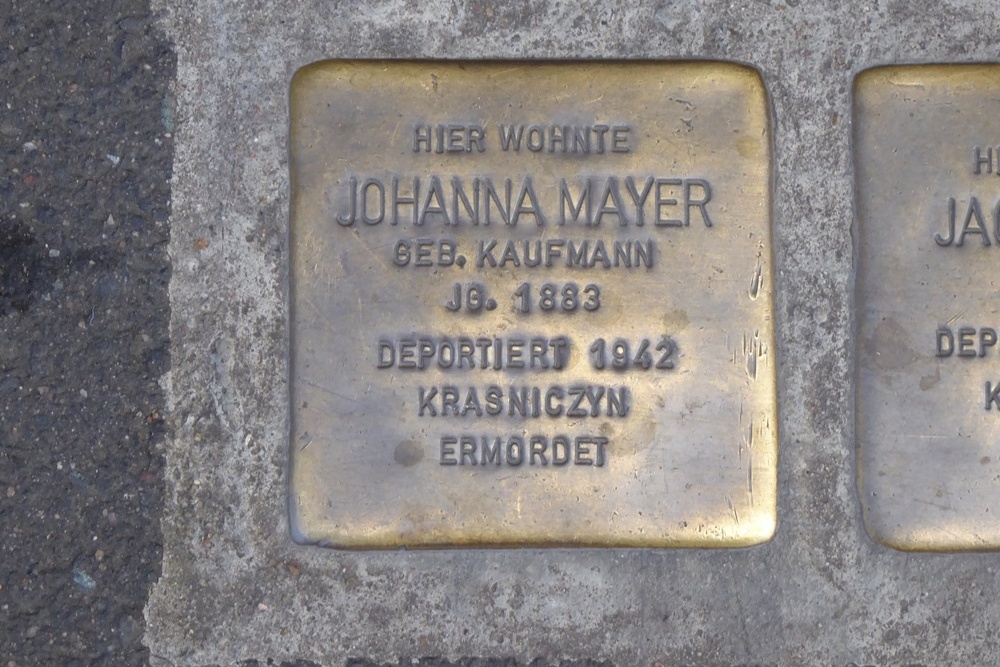 HIER WOHNTE
JOHANNA MAYER
GEB. KAUFMANN
JG. 1883
DEPORTIERT 1942
KRASNICZYN
ERMORDET